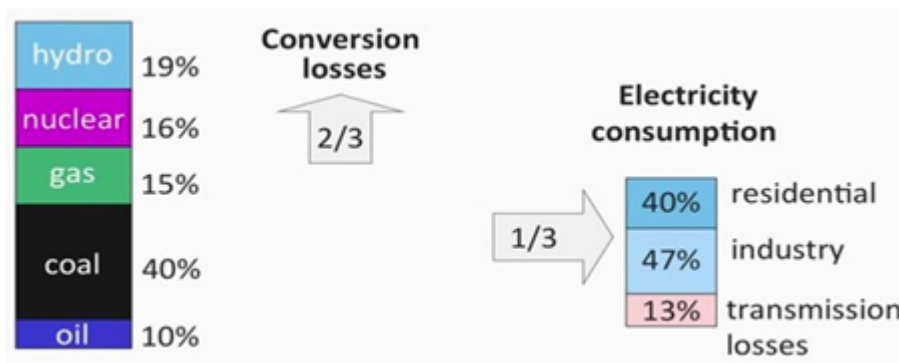 hydro
19%
nuclear
16%
gas
15%
coal
40%
oil
10%
Conversion
losses
2/3
1/3
Electricity
consumption
40%
residential
47%
industry
13%
transmission
losses